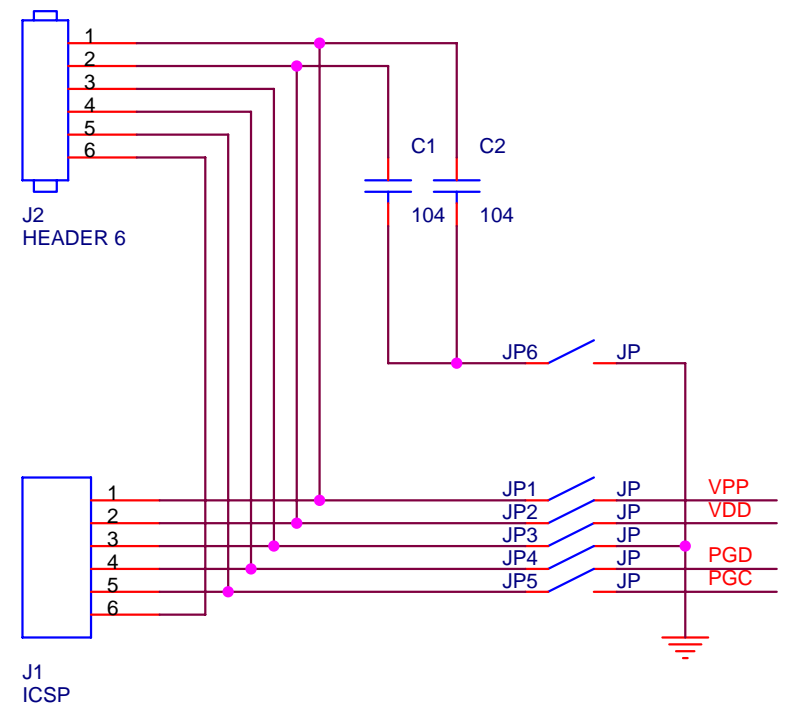 1
2
3
4
5
6
J2
HEADER 6
C1 C2
104 104
JP6 JP
1 JP1 JP VPP
2 JP2 JP VDD
3 JP3 JP
4 JP4 JP PGD
5 JP5 JP PGC
6
J1
ICSP